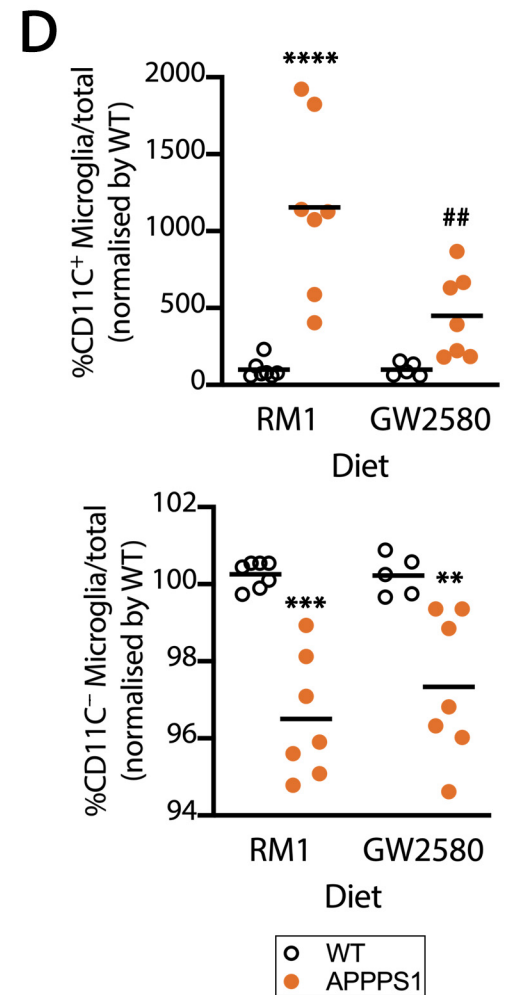 D
%CD11C⁺ Microglia/total
(normalised by WT)
2000
1500
1000
500
0
****
##
RM1 GW2580
Diet
%CD11C⁻ Microglia/total
(normalised by WT)
102
100
98
96
94
***
**
RM1 GW2580
Diet
WT
APPPS1